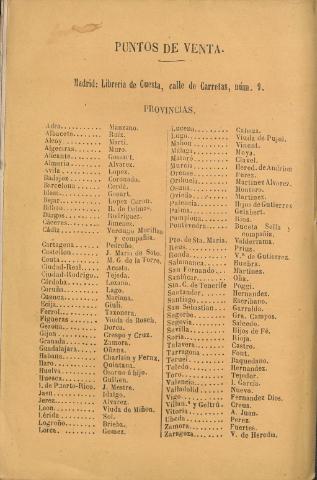 PUNTOS DE VENTA.
Madrid: Librería de Cuesta, calle de Carretas, núm. 9.
PROVINCIAS.
Adra........ Manzano.
Albacete........ Ruiz.
Alcoy........ Martí.
Algeciras........ Muro.
Alicante........ Gossart.
Almería........ Alvarez.
Avila........ Lopez.
Badajoz........ Coronado.
Barcelona........ Cerdá.
Bejar........ Lopez Coron.
Bilbao........ E. de Delmas.
Búrgos........ Rodriguez.
Cáceres........ Jimenez.
Cádiz........ Verdugo Morillas
y compañía.
Cartagena........ Pedreño.
Castellon........ J. María de Soto.
Ceuta........ M. G. de la Torre.
Ciudad-Real........ Acosta.
Ciudad-Rodrigo........ Tejeda.
Córdoba........ Lozano.
Coruña........ Lago.
Cuenca........ Mariana.
Ecija........ Giuli.
Ferrol........ Taxonera.
Figueras........ Viuda de Bosch.
Gerona........ Dorca.
Gijon........ Crespo y Cruz.
Granada........ Zamora.
Guadalajara........ Oñana.
Habana........ Charlain y Fernz.
Haro........ Quintana.
Huelva........ Osorno é hijo.
Huesca........ Guillen.
I. de Puerto-Rico. J. Mestre.
Jaen........ Idalgo.
Jerez........ Alvarez.
Leon........ Viuda de Miñon.
Lérida........ Sol.
Logroño........ Brieba.
Lorca........ Gomez.
Lucena........ Cabeza.
Lugo........ Viuda de Pujol.
Mahon........ Vinent.
Málaga........ Moya.
Mataró........ Clavel.
Murcia........ Hered. de Andrion
Orense........ Perez.
Orihuela........ Martinez Alvarez.
Osuna........ Montero.
Oviedo........ Martinez.
Palencia........ Hijos de Gutierrez
Palma........ Gelabert.
Pamplona........ Rios.
Pontevedra........ Buceta Solla y
compañía.
Pto. de Sta. María. Valderrama.
Reus........ Prius.
Ronda........ V.ª de Gutierrez.
Salamanca........ Huebra.
San Fernando........ Martinez.
Sanlúcar........ Oña.
S. C. de Tenerife Poggi.
Santander........ Hernandez.
Santiago........ Escribano.
San Sebastian........ Garralda.
Segorbe........ Gra. Campos.
Segovia........ Salcedo.
Sevilla........ Hijos de Fé.
Soria........ Rioja.
Talavera........ Castro.
Tarragona........ Font.
Teruel........ Baquedano.
Toledo........ Hernandez.
Toro........ Tejedor.
Valencia........ I. García.
Valladolid........ Nuevo.
Vigo........ Fernandez Dios.
Villan.ª y Geltrú.. Creus.
Vitoria........ A. Juan.
Ubeda........ Perez.
Zamora........ Fuertes.
Zaragoza........ V. de Heredia.